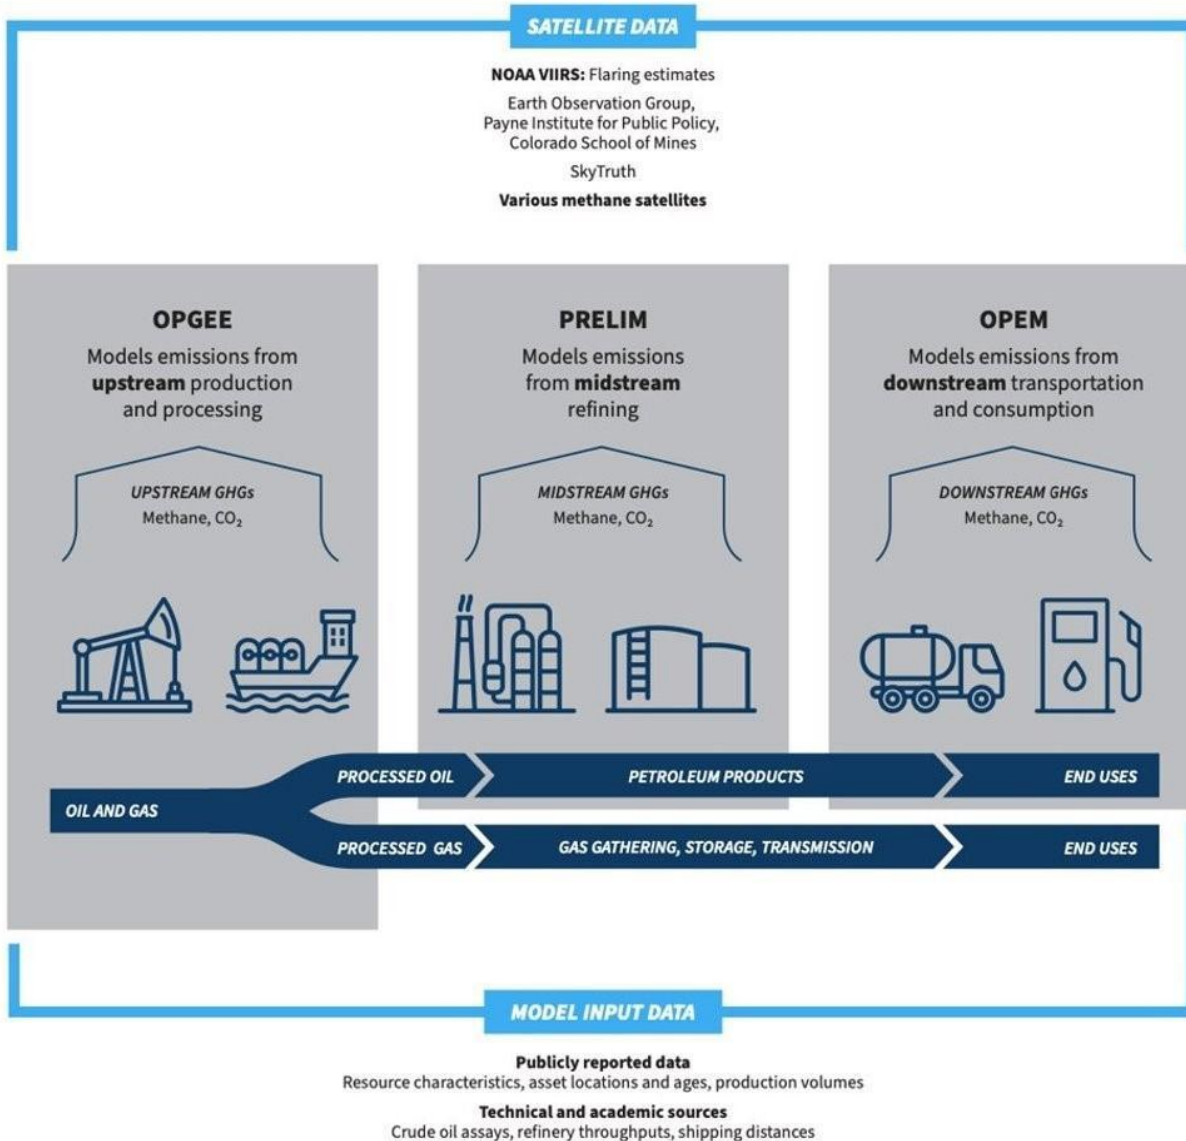 SATELLITE DATA
NOAA VIIRS: Flaring estimates
Earth Observation Group,
Payne Institute for Public Policy,
Colorado School of Mines
SkyTruth
Various methane satellites
OPGEE
Models emissions from
upstream production
and processing
UPSTREAM GHGs
Methane, CO₂
PRELIM
Models emissions
from midstream
refining
MIDSTREAM GHGs
Methane, CO₂
OPEM
Models emissions from
downstream transportation
and consumption
DOWNSTREAM GHGs
Methane, CO₂
OIL AND GAS
PROCESSED OIL
PETROLEUM PRODUCTS
END USES
PROCESSED GAS
GAS GATHERING, STORAGE, TRANSMISSION
END USES
MODEL INPUT DATA
Publicly reported data
Resource characteristics, asset locations and ages, production volumes
Technical and academic sources
Crude oil assays, refinery throughputs, shipping distances